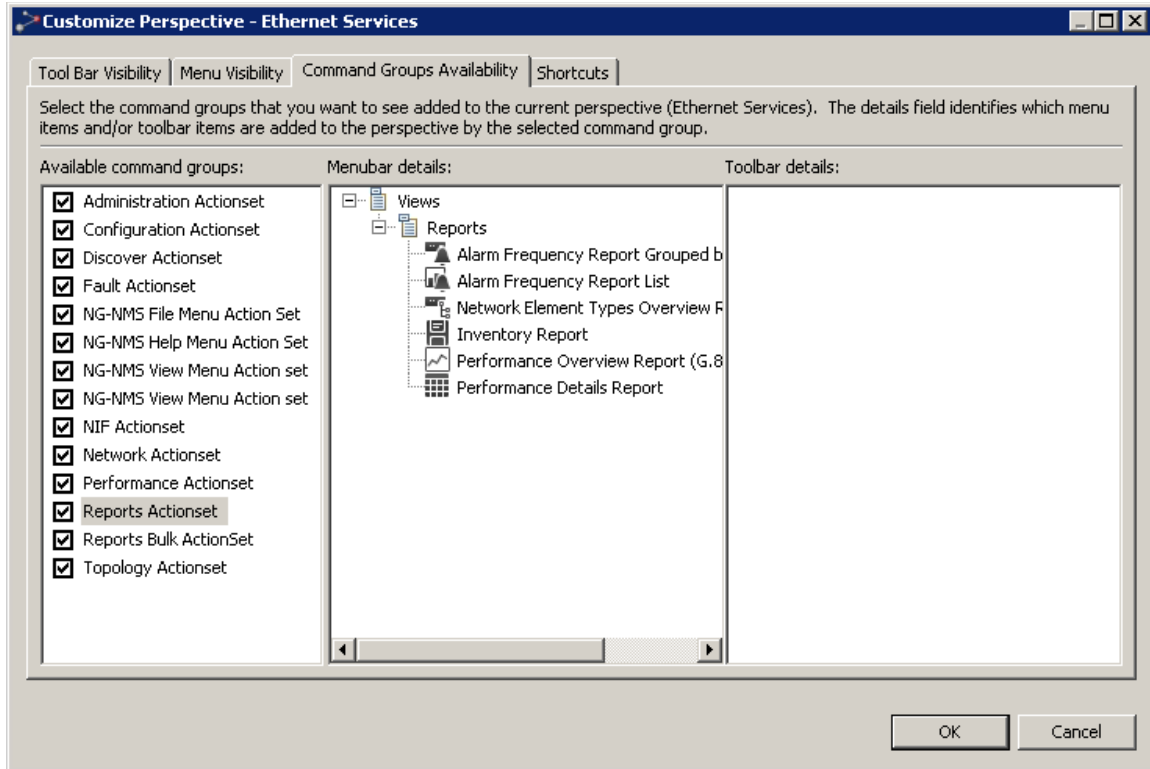 Customize Perspective - Ethernet Services
Tool Bar Visibility
Menu Visibility
Command Groups Availability
Shortcuts
Select the command groups that you want to see added to the current perspective (Ethernet Services). The details field identifies which menu
items and/or toolbar items are added to the perspective by the selected command group.
Available command groups:
Administration Actionset
Configuration Actionset
Discover Actionset
Fault Actionset
NG-NMS File Menu Action Set
NG-NMS Help Menu Action Set
NG-NMS View Menu Action set
NG-NMS View Menu Action set
NIF Actionset
Network Actionset
Performance Actionset
Reports Actionset
Reports Bulk ActionSet
Topology Actionset
Menubar details:
Views
Reports
Alarm Frequency Report Grouped b
Alarm Frequency Report List
Network Element Types Overview R
Inventory Report
Performance Overview Report (G.8
Performance Details Report
Toolbar details:
OK
Cancel